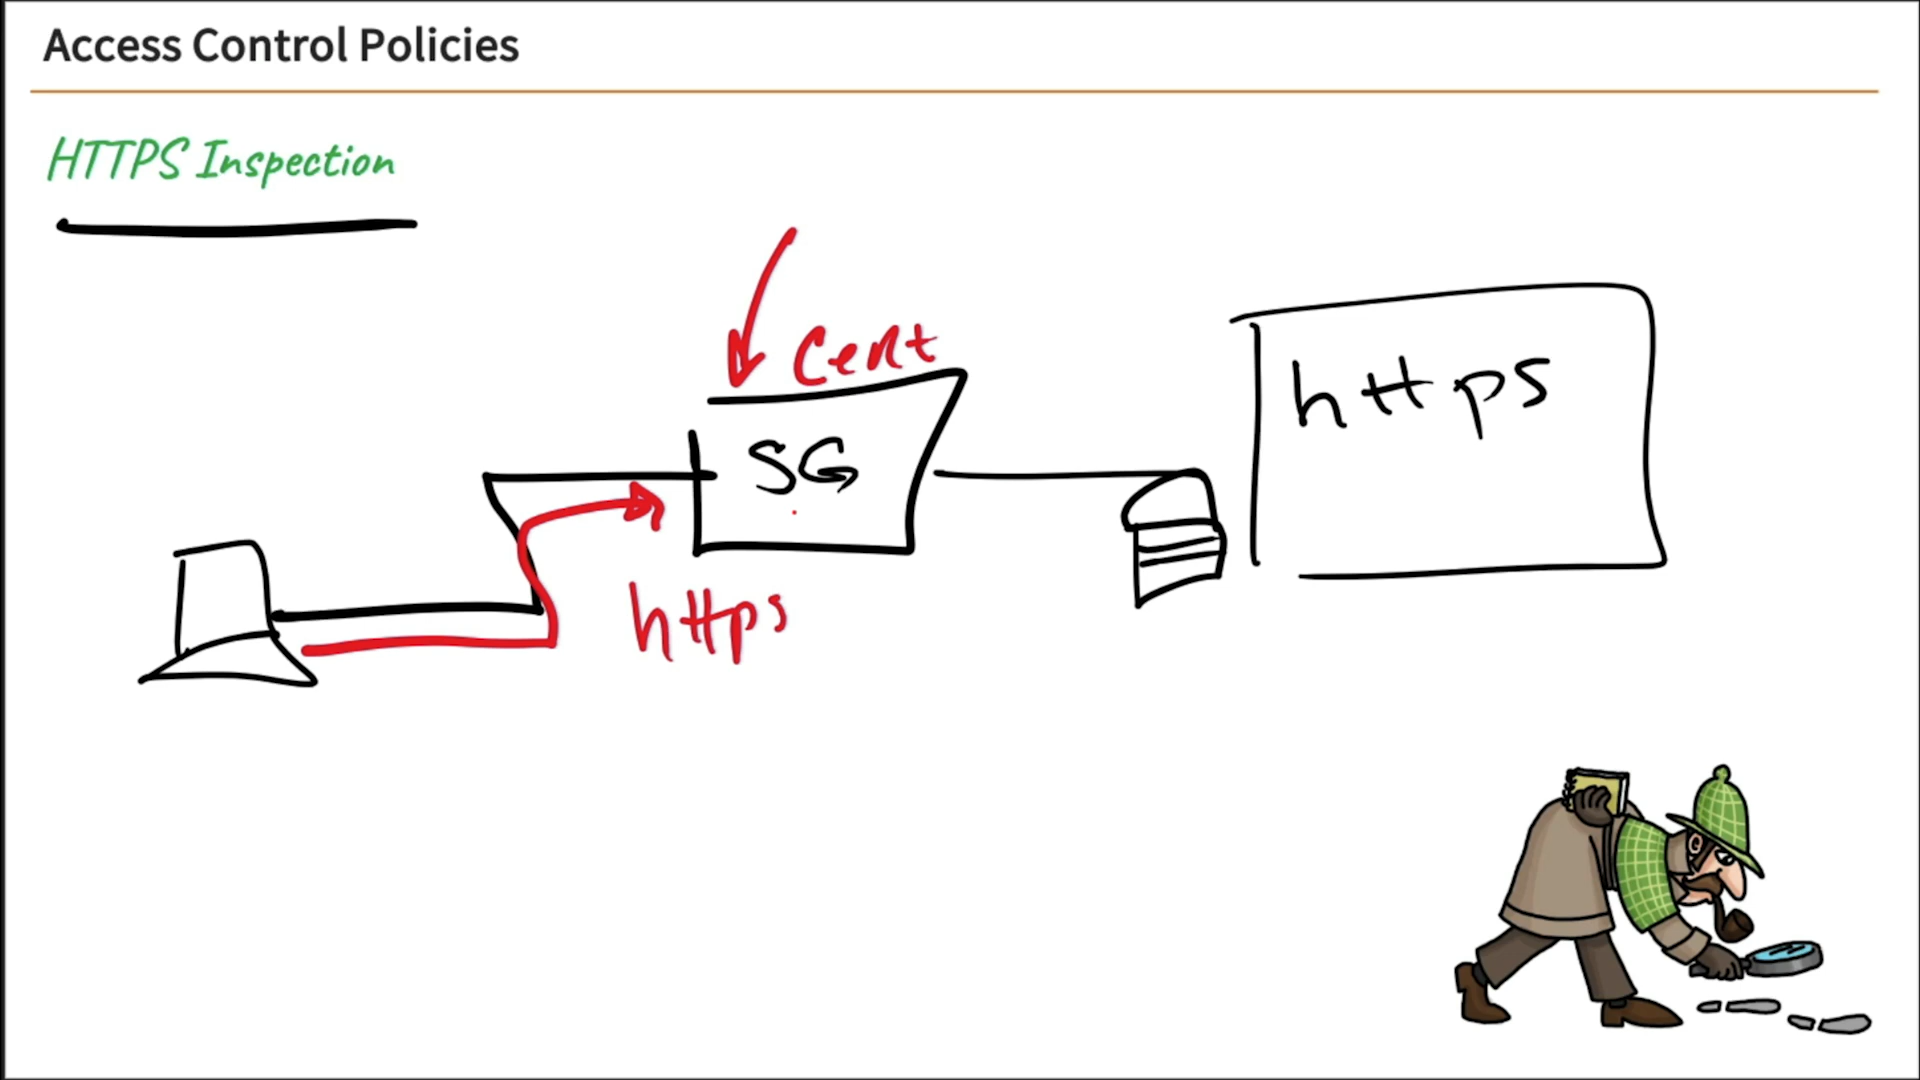 Access Control Policies
HTTPS Inspection
Cert
https
SG
https